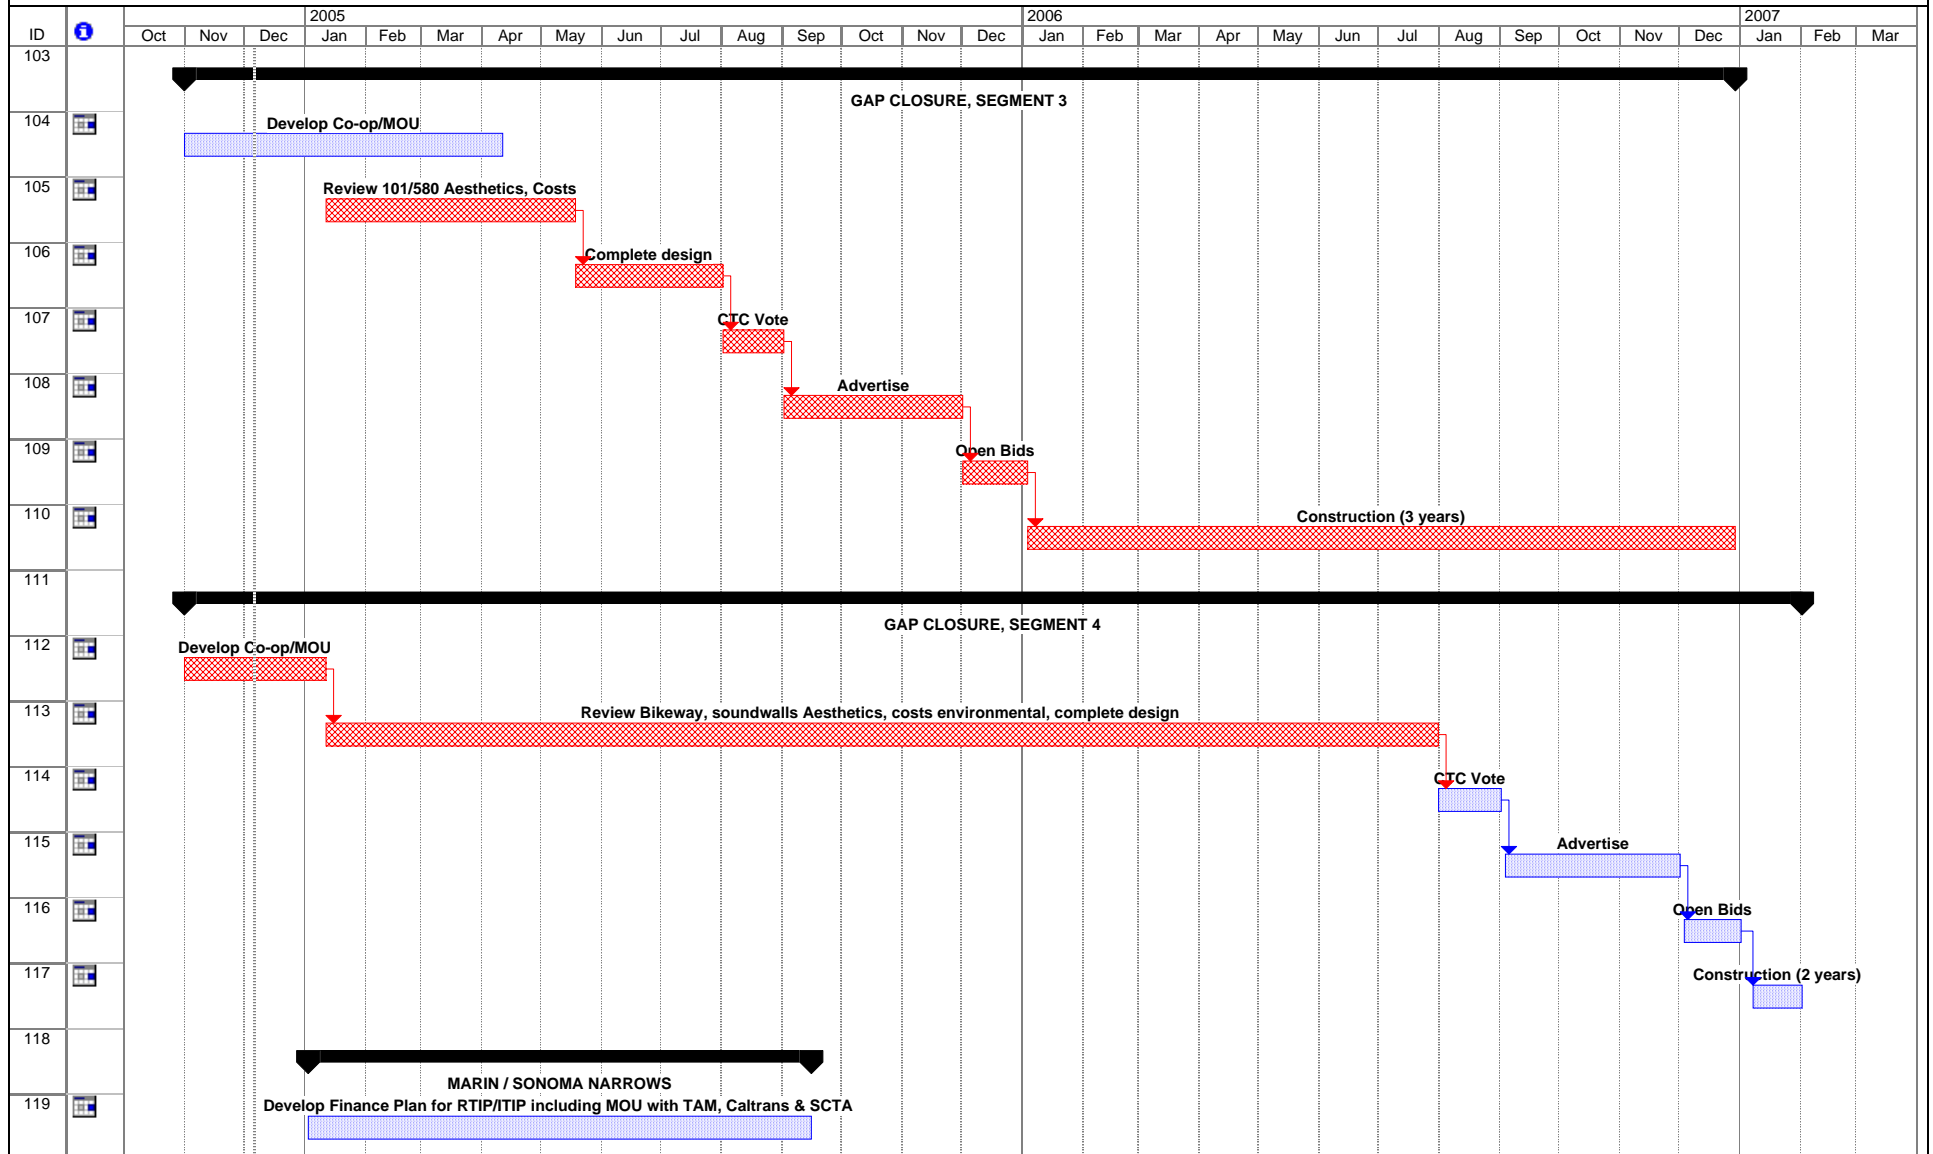 2005 2006 2007
ID Oct Nov Dec Jan Feb Mar Apr May Jun Jul Aug Sep Oct Nov Dec Jan Feb Mar Apr May Jun Jul Aug Sep Oct Nov Dec Jan Feb Mar
103
GAP CLOSURE, SEGMENT 3
104
Develop Co-op/MOU
105
Review 101/580 Aesthetics, Costs
106
Complete design
107
CTC Vote
108
Advertise
109
Open Bids
110
Construction (3 years)
111
GAP CLOSURE, SEGMENT 4
112
Develop Co-op/MOU
113
Review Bikeway, soundwalls Aesthetics, costs environmental, complete design
114
CTC Vote
115
Advertise
116
Open Bids
117
Construction (2 years)
118
MARIN / SONOMA NARROWS
119
Develop Finance Plan for RTIP/ITIP including MOU with TAM, Caltrans & SCTA